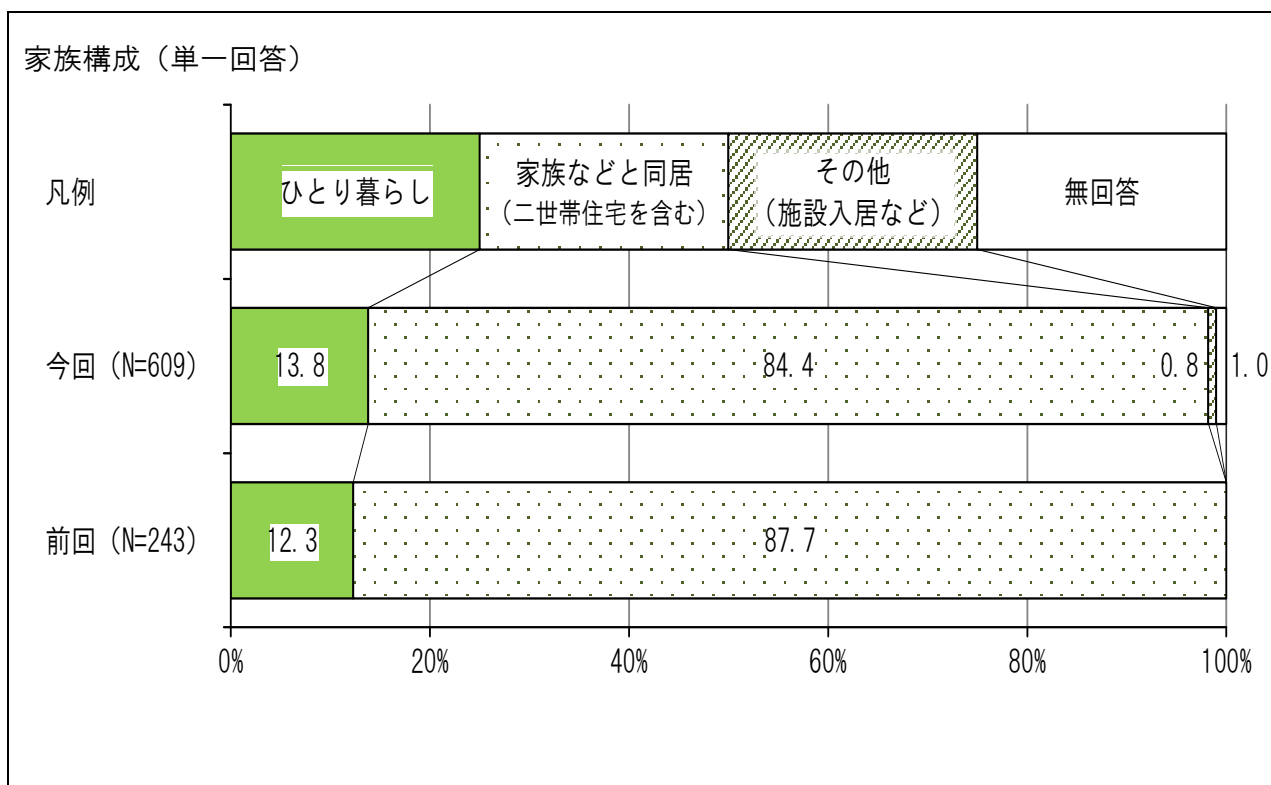 家族構成（単一回答）
凡例
ひとり暮らし
家族などと同居
（二世帯住宅を含む）
その他
（施設入居など）
無回答
今回（N=609）
13.8
84.4
0.8
1.0
前回（N=243）
12.3
87.7
0%
20%
40%
60%
80%
100%